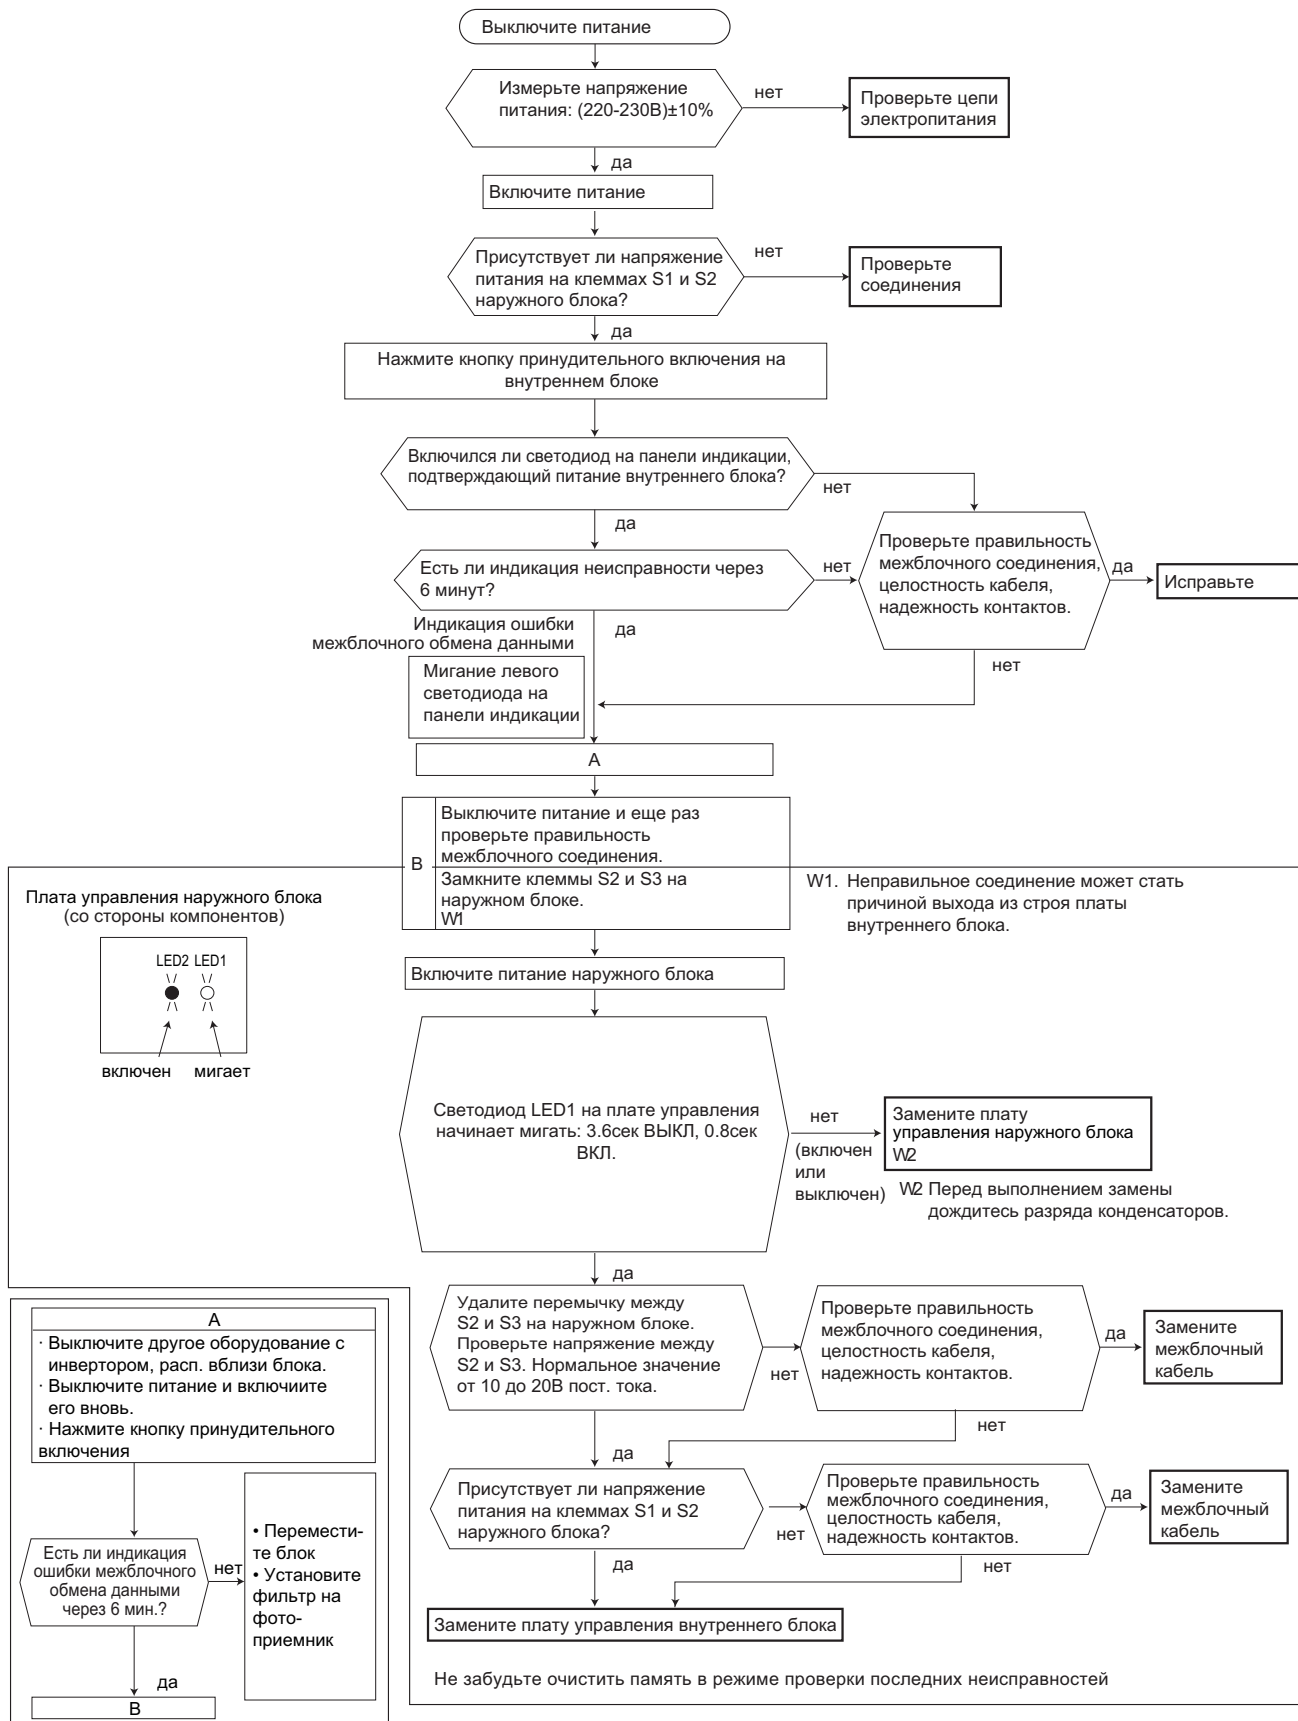 Выключите питание
Измерьте напряжение
питания: (220-230В)±10%
нет
Проверьте цепи
электропитания
да
Включите питание
Присутствует ли напряжение
питания на клеммах S1 и S2
наружного блока?
нет
Проверьте
соединения
да
Нажмите кнопку принудительного включения на
внутреннем блоке
Включился ли светодиод на панели индикации,
подтверждающий питание внутреннего блока?
нет
да
Есть ли индикация неисправности через
6 минут?
нет
Проверьте правильность
межблочного соединения,
целостность кабеля,
надежность контактов.
да
Исправьте
Индикация ошибки
межблочного обмена данными
да
нет
Мигание левого
светодиода на
панели индикации
А
В
Выключите питание и еще раз
проверьте правильность
межблочного соединения.
Замкните клеммы S2 и S3 на
наружном блоке.
W1
W1. Неправильное соединение может стать
причиной выхода из строя платы
внутреннего блока.
Плата управления наружного блока
(со стороны компонентов)
LED2 LED1
включен мигает
Включите питание наружного блока
Светодиод LED1 на плате управления
начинает мигать: 3.6сек ВЫКЛ, 0.8сек
ВКЛ.
нет
(включен
или
выключен)
Замените плату
управления наружного блока
W2
W2 Перед выполнением замены
дождитесь разряда конденсаторов.
да
Удалите перемычку между
S2 и S3 на наружном блоке.
Проверьте напряжение между
S2 и S3. Нормальное значение
от 10 до 20В пост. тока.
нет
Проверьте правильность
межблочного соединения,
целостность кабеля,
надежность контактов.
да
Замените
межблочный
кабель
нет
да
Присутствует ли напряжение
питания на клеммах S1 и S2
наружного блока?
нет
Проверьте правильность
межблочного соединения,
целостность кабеля,
надежность контактов.
да
Замените
межблочный
кабель
нет
да
Замените плату управления внутреннего блока
Не забудьте очистить память в режиме проверки последних неисправностей
А
· Выключите другое оборудование с
инвертором, расп. вблизи блока.
· Выключите питание и включиите
его вновь.
· Нажмите кнопку принудительного
включения
Есть ли индикация
ошибки межблочного
обмена данными
через 6 мин.?
нет
• Перемести-
те блок
• Установите
фильтр на
фото-
приемник
да
В